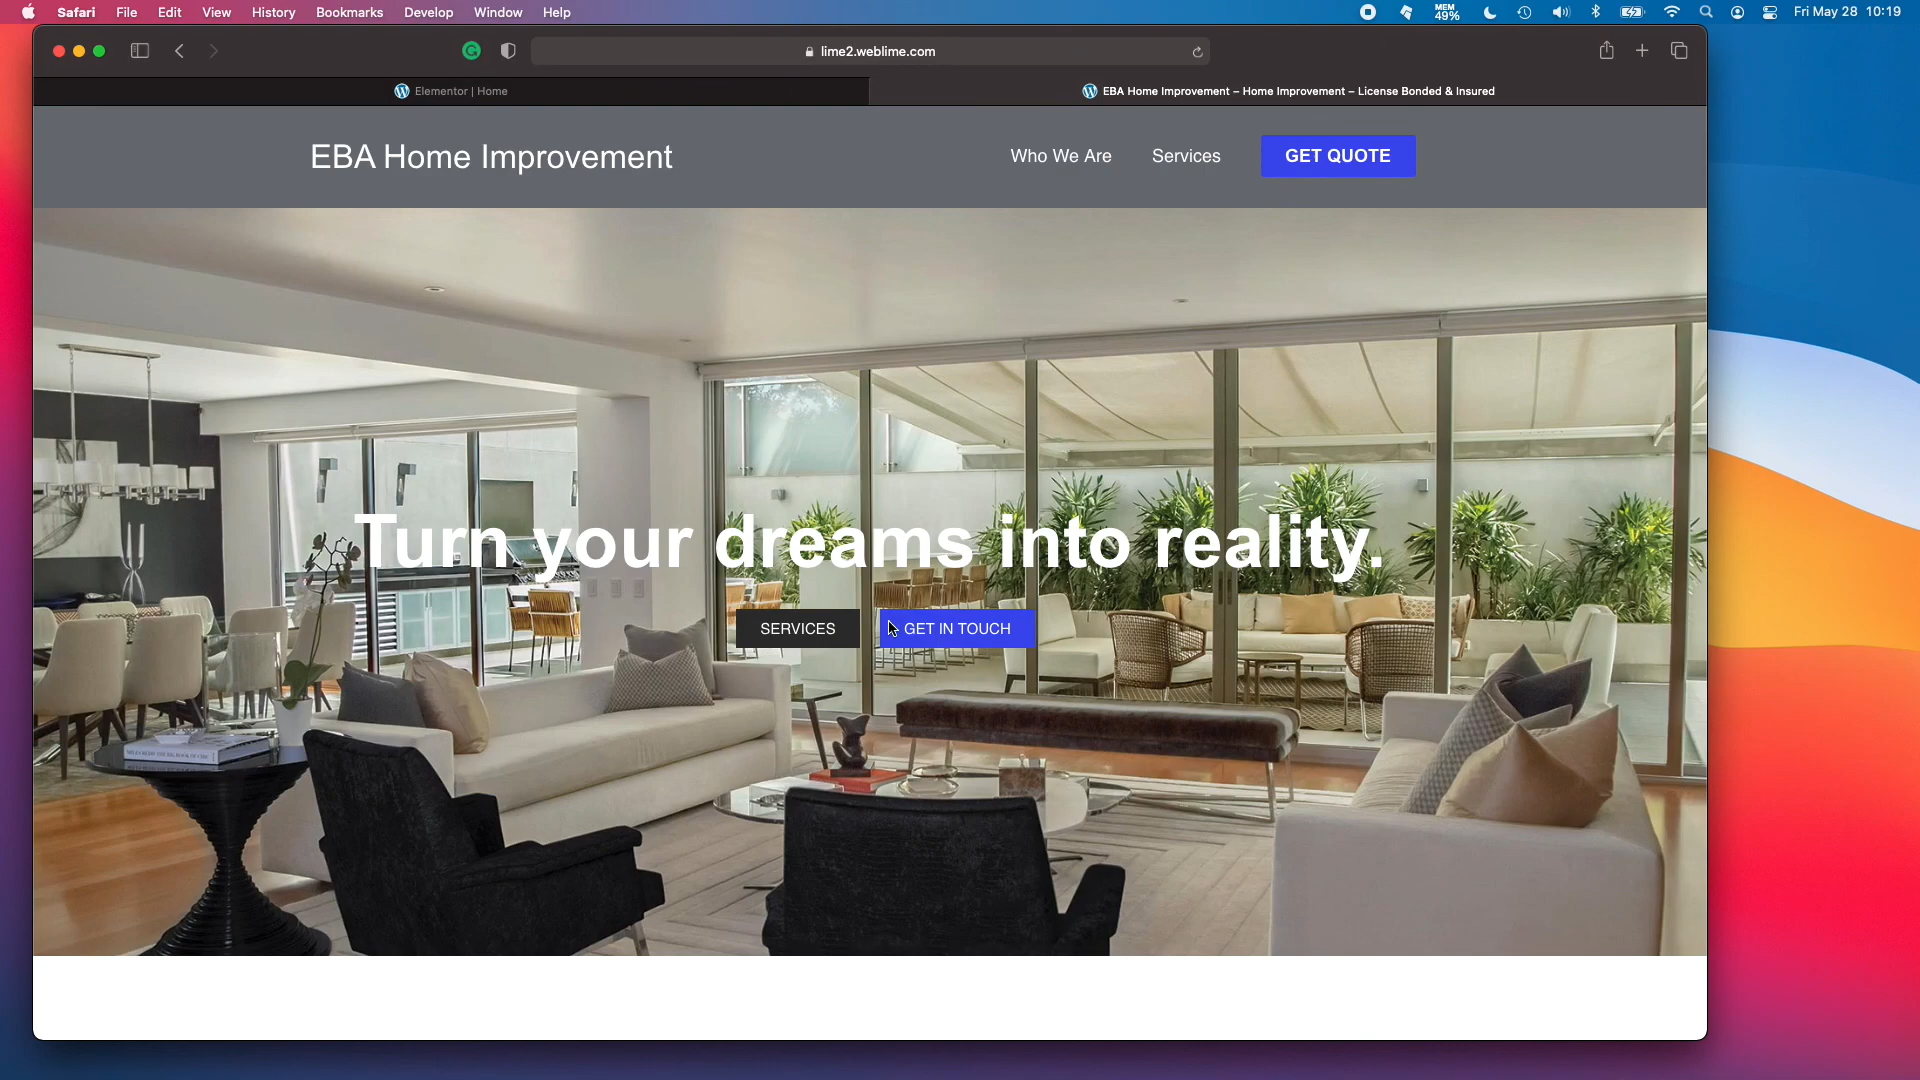 Safari File Edit View History Bookmarks Develop Window Help MEM 49% Fri May 28 10:19
lime2.weblime.com
Elementor | Home
EBA Home Improvement – Home Improvement – License Bonded & Insured
EBA Home Improvement
Who We Are Services GET QUOTE
Turn your dreams into reality.
SERVICES GET IN TOUCH